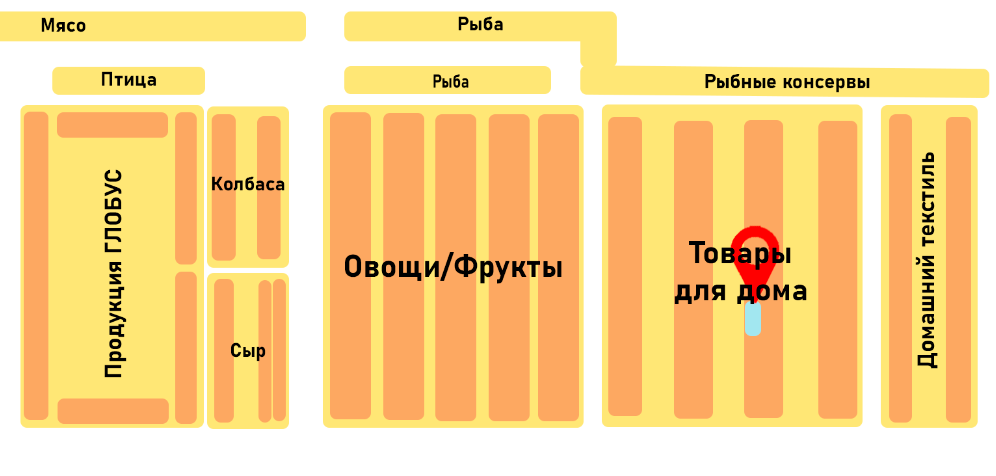 Мясо
Рыба
Птица
Рыба
Рыбные консервы
Продукция ГЛОБУС
Колбаса
Сыр
Овощи/Фрукты
Товары
для дома
Домашний текстиль